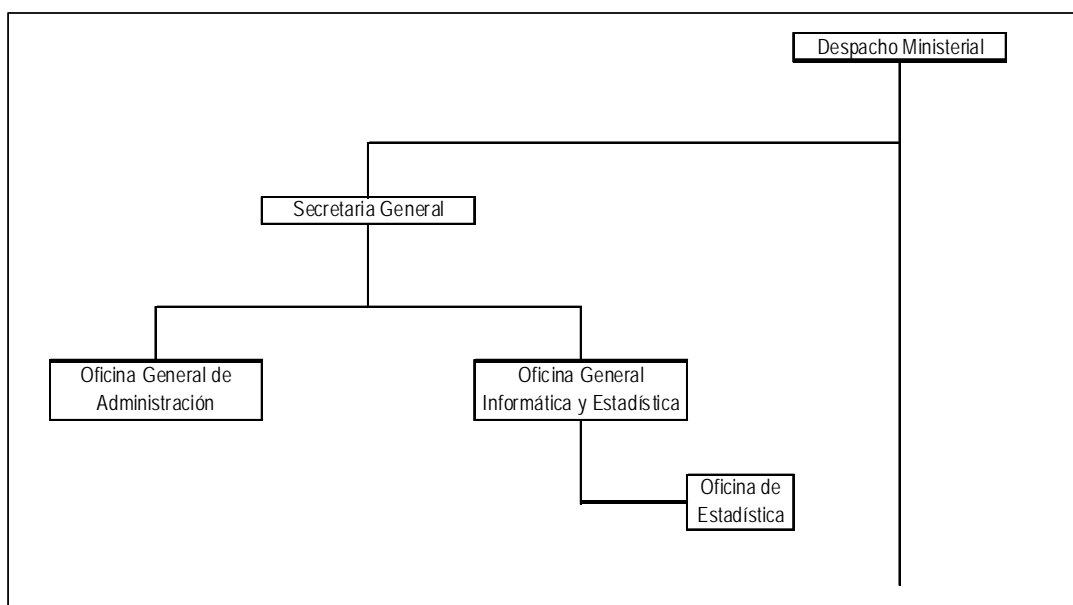 Despacho Ministerial
Secretaria General
Oficina General de
Administración
Oficina General
Informática y Estadística
Oficina de
Estadística